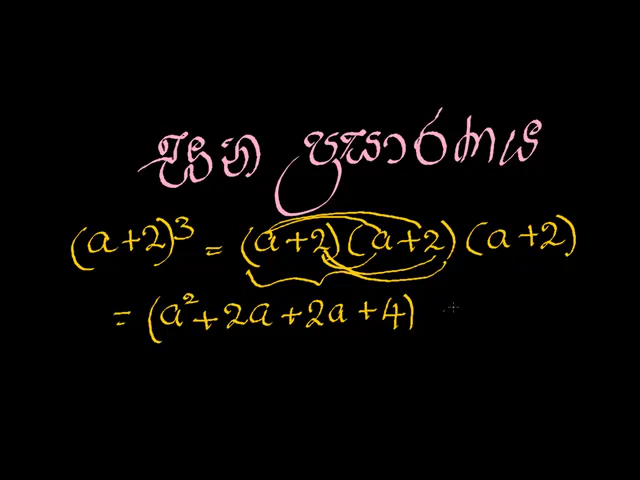 ඝන ප්‍රසාරණය
(a+2)³ = (a+2)(a+2)(a+2)
= (a²+2a+2a+4)